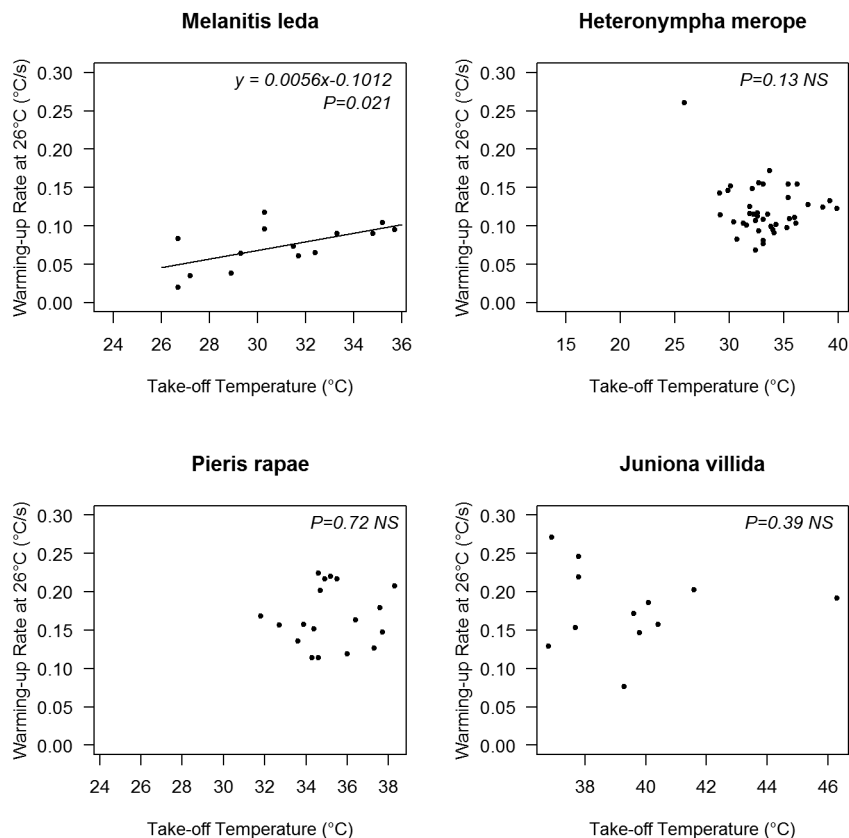 Melanitis leda
Warming-up Rate at 26°C (°C/s)
0.30
0.25
0.20
0.15
0.10
0.05
0.00
y = 0.0056x-0.1012
P=0.021
24 26 28 30 32 34 36
Take-off Temperature (°C)
Heteronympha merope
Warming-up Rate at 26°C (°C/s)
0.30
0.25
0.20
0.15
0.10
0.05
0.00
P=0.13 NS
15 20 25 30 35 40
Take-off Temperature (°C)
Pieris rapae
Warming-up Rate at 26°C (°C/s)
0.30
0.25
0.20
0.15
0.10
0.05
0.00
P=0.72 NS
24 26 28 30 32 34 36 38
Take-off Temperature (°C)
Juniona villida
Warming-up Rate at 26°C (°C/s)
0.30
0.25
0.20
0.15
0.10
0.05
0.00
P=0.39 NS
38 40 42 44 46
Take-off Temperature (°C)